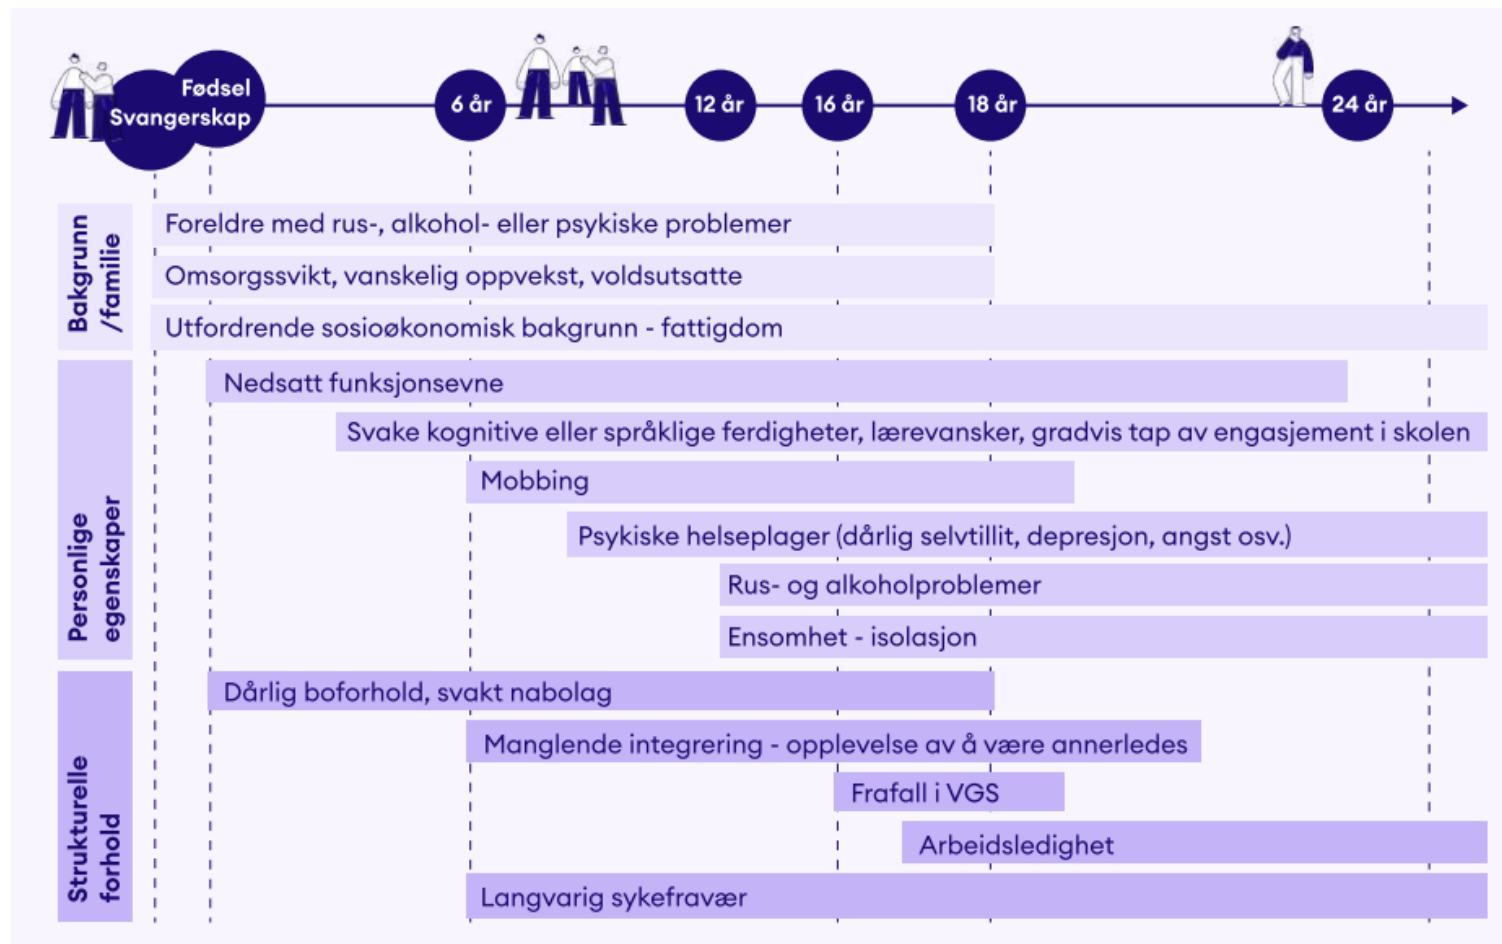 Fødsel
Svangerskap
6 år
12 år
16 år
18 år
24 år
Bakgrunn
/familie
Foreldre med rus-, alkohol- eller psykiske problemer
Omsorgssvikt, vanskelig oppvekst, voldsutsatte
Utfordrende sosioøkonomisk bakgrunn - fattigdom
Personlige
egenskaper
Nedsatt funksjonsevne
Svake kognitive eller språklige ferdigheter, lærevansker, gradvis tap av engasjement i skolen
Mobbing
Psykiske helseplager (dårlig selvtillit, depresjon, angst osv.)
Rus- og alkoholproblemer
Ensomhet - isolasjon
Strukturelle
forhold
Dårlig boforhold, svakt nabolag
Manglende integrering - opplevelse av å være annerledes
Frafall i VGS
Arbeidsledighet
Langvarig sykefravær